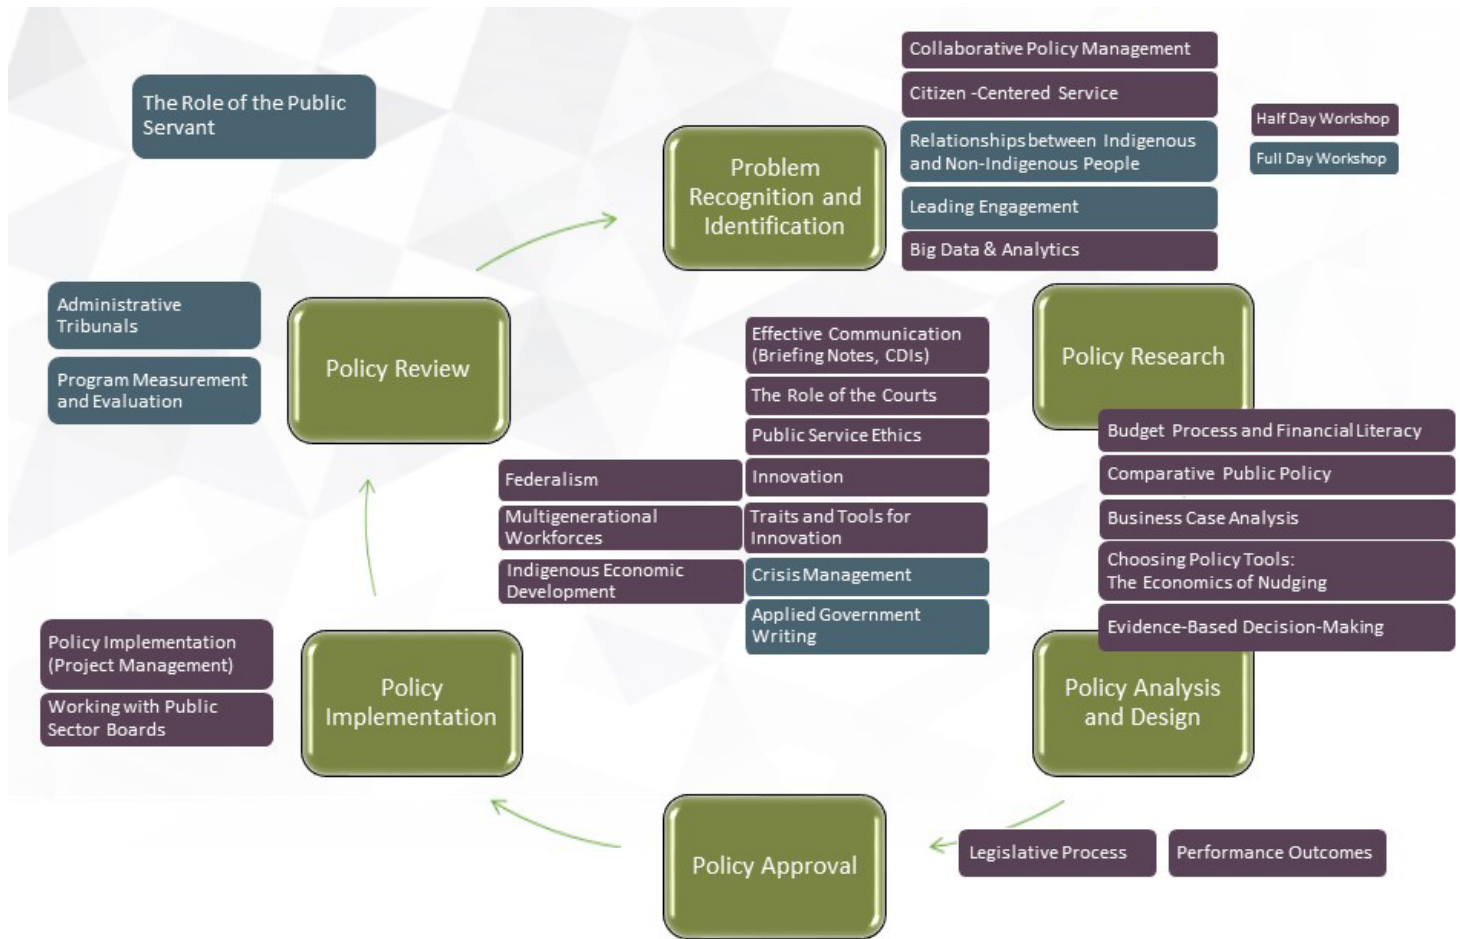 The Role of the Public
Servant
Problem
Recognition and
Identification
Collaborative Policy Management
Citizen -Centered Service
Relationships between Indigenous
and Non-Indigenous People
Leading Engagement
Big Data & Analytics
Half Day Workshop
Full Day Workshop
Policy Research
Budget Process and Financial Literacy
Comparative Public Policy
Business Case Analysis
Choosing Policy Tools:
The Economics of Nudging
Evidence-Based Decision-Making
Policy Analysis
and Design
Legislative Process
Performance Outcomes
Policy Approval
Policy
Implementation
Policy Implementation
(Project Management)
Working with Public
Sector Boards
Policy Review
Administrative
Tribunals
Program Measurement
and Evaluation
Effective Communication
(Briefing Notes, CDIs)
The Role of the Courts
Public Service Ethics
Innovation
Traits and Tools for
Innovation
Crisis Management
Applied Government
Writing
Federalism
Multigenerational
Workforces
Indigenous Economic
Development